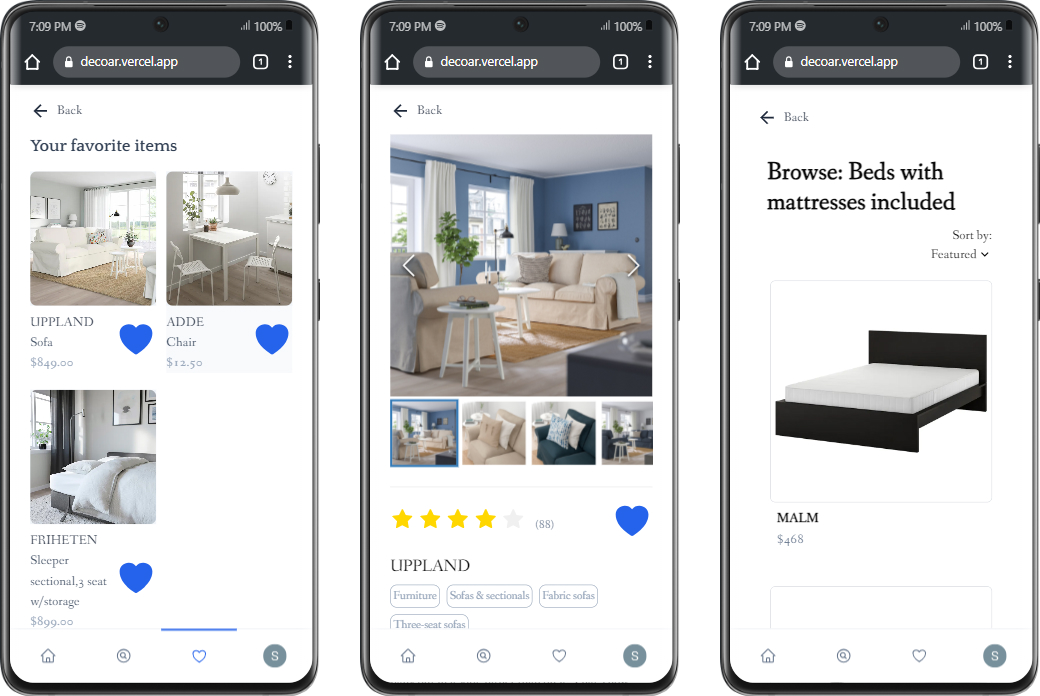 7:09 PM
100%
decoar.vercel.app
1
Back
Your favorite items
UPPLAND
Sofa
$849.00
ADDE
Chair
$12.50
FRIHETEN
Sleeper
sectional,3 seat
w/storage
$899.00
S
7:09 PM
100%
decoar.vercel.app
1
Back
(88)
UPPLAND
Furniture
Sofas & sectionals
Fabric sofas
Three-seat sofas
S
7:09 PM
100%
decoar.vercel.app
1
Back
Browse: Beds with
mattresses included
Sort by:
Featured
MALM
$468
S